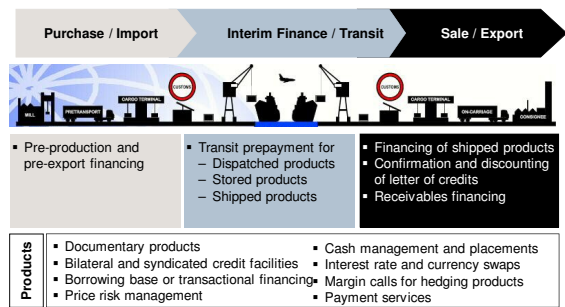 Purchase / Import
Interim Finance / Transit
Sale / Export
CUSTOMS
CUSTOMS
CARGO TERMINAL
CARGO TERMINAL
MILL
PRETRANSPORT
ON-CARRIAGE
CONSIGNEE
▪ Pre-production and
pre-export financing
▪ Transit prepayment for
– Dispatched products
– Stored products
– Shipped products
▪ Financing of shipped products
▪ Confirmation and discounting
of letter of credits
▪ Receivables financing
Products
▪ Documentary products
▪ Bilateral and syndicated credit facilities
▪ Borrowing base or transactional financing
▪ Price risk management
▪ Cash management and placements
▪ Interest rate and currency swaps
▪ Margin calls for hedging products
▪ Payment services